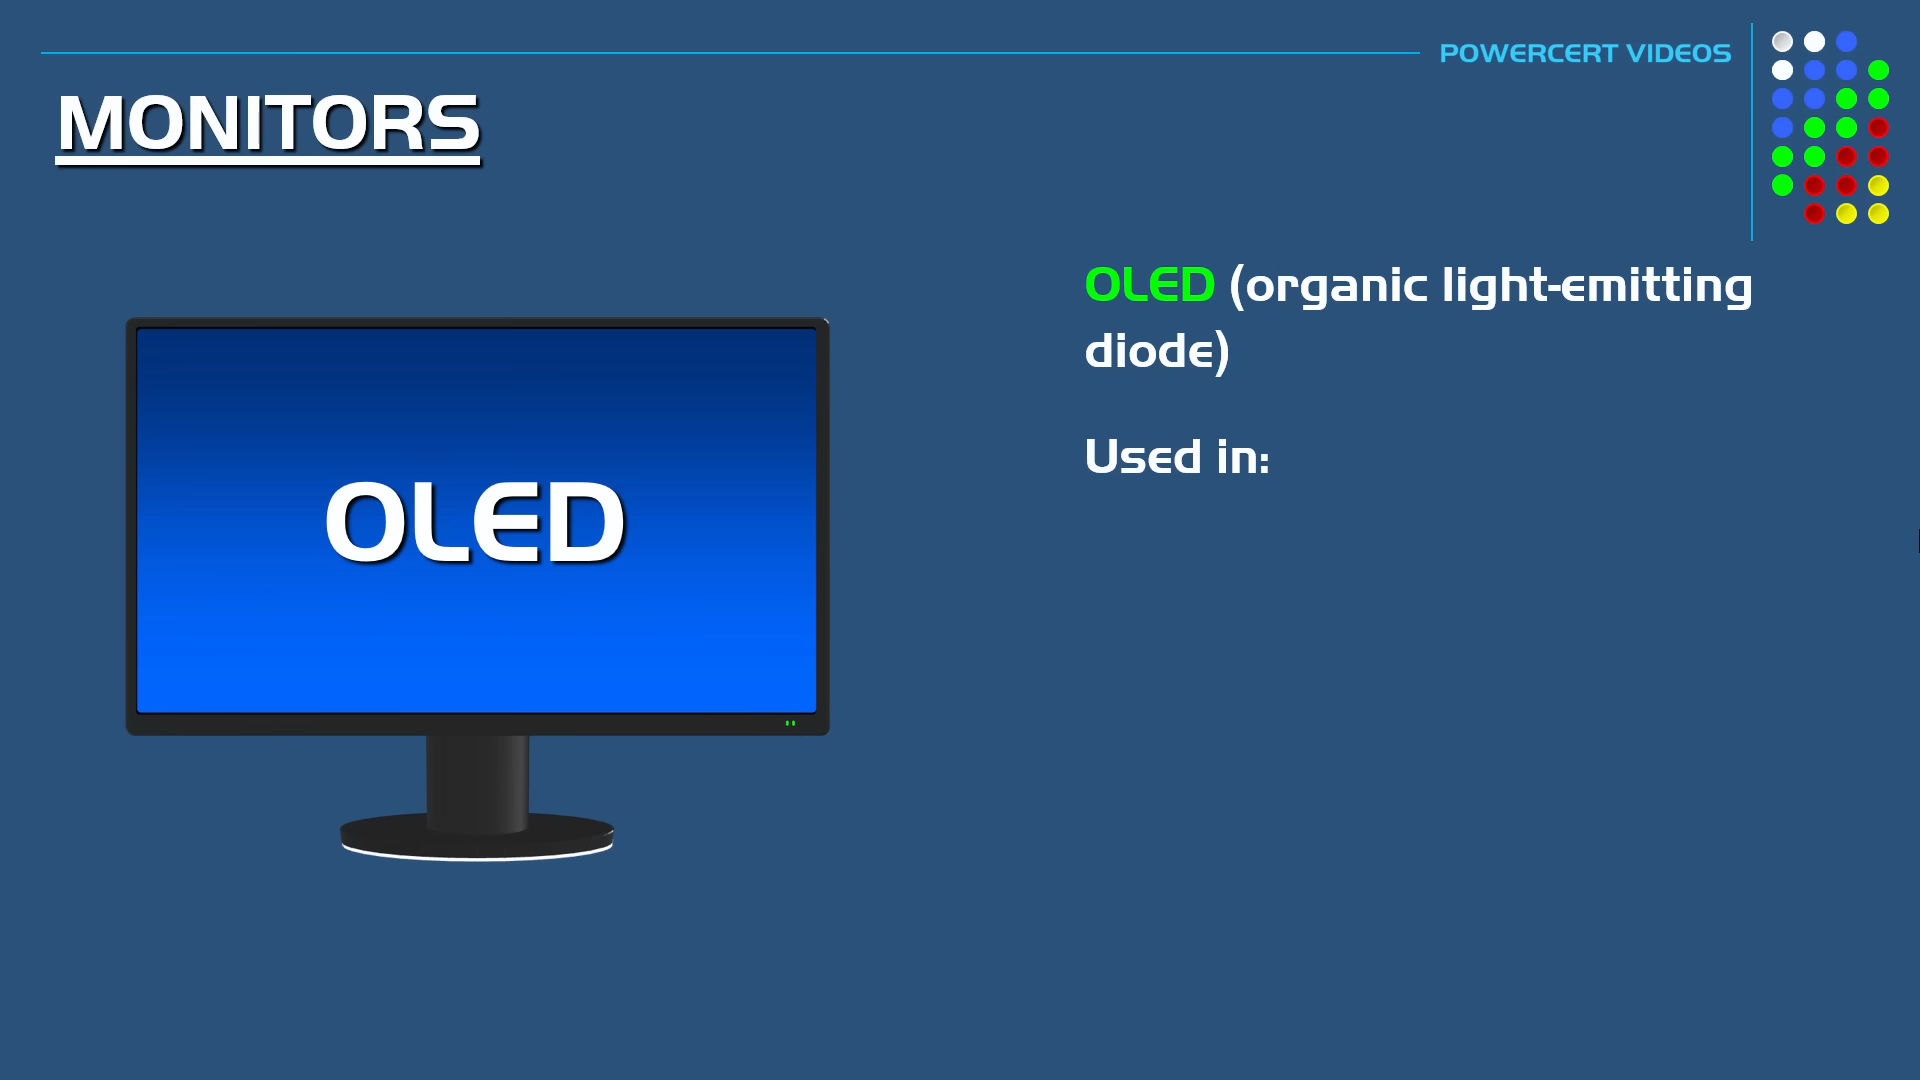 POWERCERT VIDEOS
MONITORS
OLED (organic light-emitting
diode)
Used in:
OLED